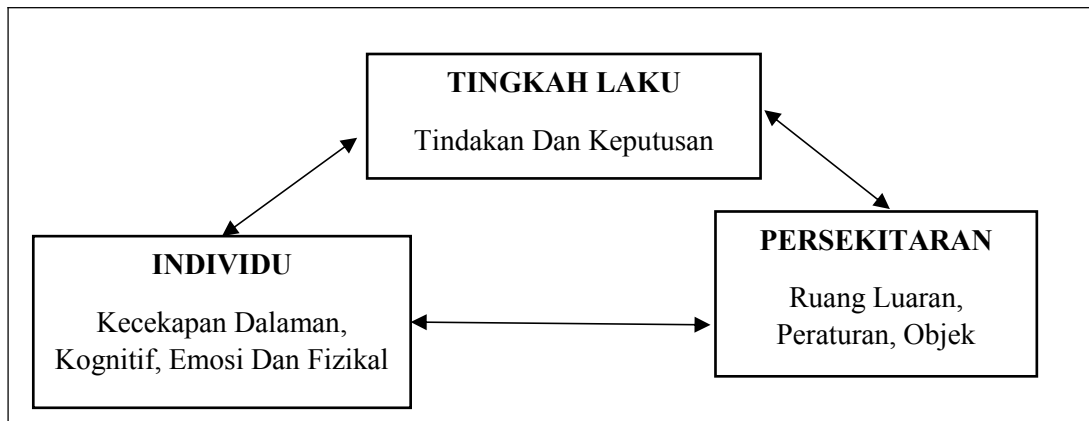 TINGKAH LAKU
Tindakan Dan Keputusan
INDIVIDU
Kecekapan Dalaman,
Kognitif, Emosi Dan Fizikal
PERSEKITARAN
Ruang Luaran,
Peraturan, Objek